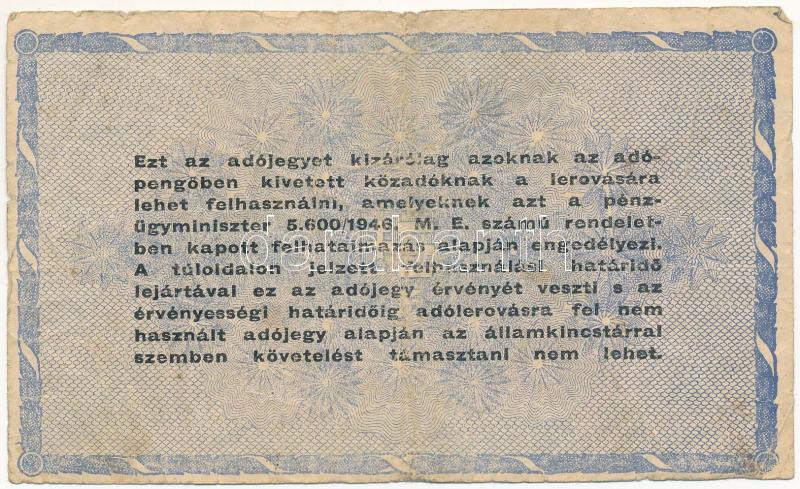 Ezt az adójegyet kizárólag azoknak az adó-
pengőben kivetett közadóknak a lerovására
lehet felhasználni, amelyeknek azt a pénz-
ügyminiszter 5.600/1946. M. E. számú rendelet-
ben kapott felhatalmazás alapján engedélyezi.
A túloldalon jelzett felhasználási határidő
lejártával ez az adójegy érvényét veszti s az
érvényességi határidőig adólerovásra fel nem
használt adójegy alapján az államkincstárral
szemben követelést támasztani nem lehet.
darabanth